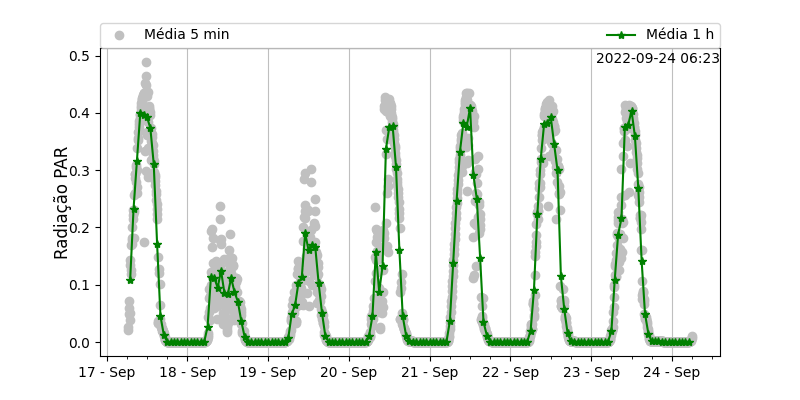 Média 5 min
Média 1 h
2022-09-24 06:23
Radiação PAR
0.5
0.4
0.3
0.2
0.1
0.0
17 - Sep
18 - Sep
19 - Sep
20 - Sep
21 - Sep
22 - Sep
23 - Sep
24 - Sep